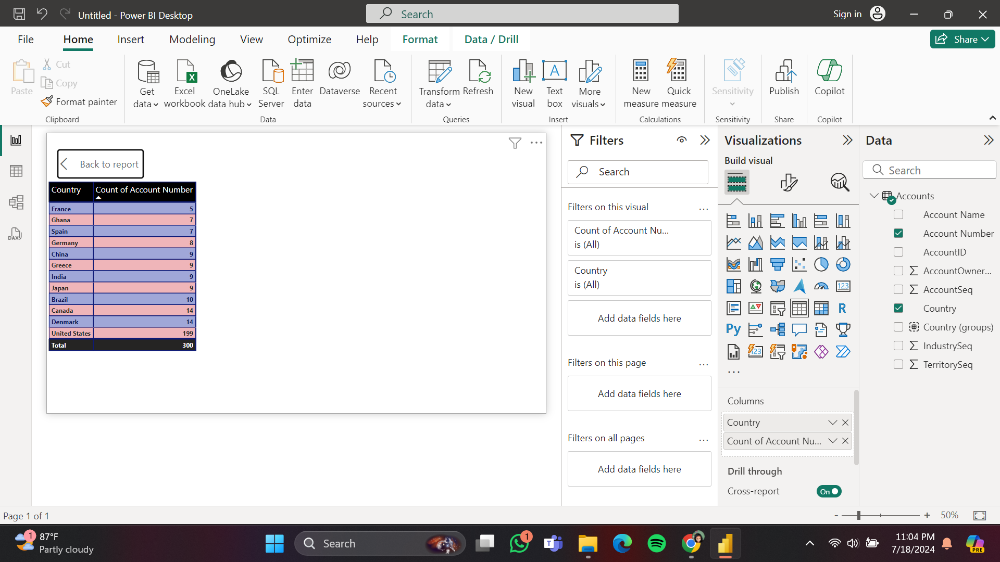 Untitled - Power BI Desktop
Search
Sign in
File
Home
Insert
Modeling
View
Optimize
Help
Format
Data / Drill
Share
Paste
Cut
Copy
Format painter
Clipboard
Get
data
Excel
workbook
OneLake
data hub
SQL
Server
Enter
data
Dataverse
Recent
sources
Data
Transform
data
Refresh
Queries
New
visual
Text
box
More
visuals
Insert
New
measure
Quick
measure
Calculations
Sensitivity
Sensitivity
Publish
Share
Copilot
Copilot
DAX
Back to report
Country Count of Account Number
France 5
Ghana 7
Spain 7
Germany 8
China 9
Greece 9
India 9
Japan 9
Brazil 10
Canada 14
Denmark 14
United States 199
Total 300
Filters
Search
Filters on this visual ...
Count of Account Nu...
is (All)
Country
is (All)
Add data fields here
Filters on this page ...
Add data fields here
Filters on all pages ...
Add data fields here
Visualizations
Build visual
123
R
Py
123
...
Columns
Country
Count of Account Nu...
Drill through
Cross-report
On
Data
Search
Accounts
Account Name
Account Number
AccountID
AccountOwner...
AccountSeq
Country
Country (groups)
IndustrySeq
TerritorySeq
Page 1 of 1
- + 50%
1
87°F
Partly cloudy
Search
1
T
11:04 PM
7/18/2024
PRE